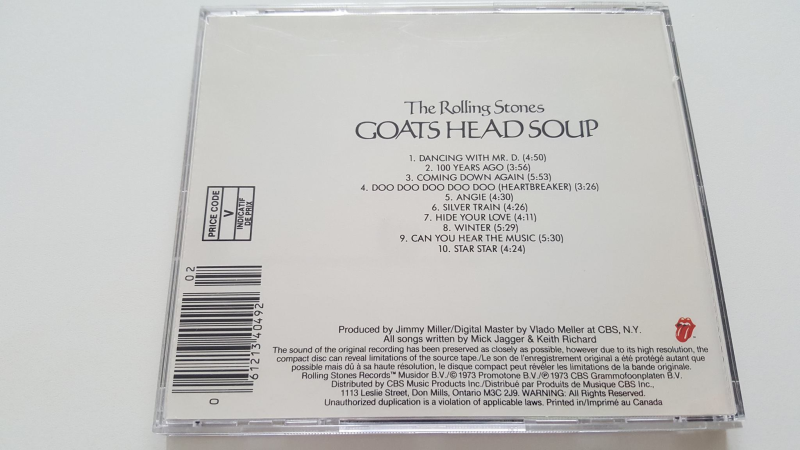 The Rolling Stones
GOATS HEAD SOUP
1. DANCING WITH MR. D. (4:50)
2. 100 YEARS AGO (3:56)
3. COMING DOWN AGAIN (5:53)
4. DOO DOO DOO DOO DOO (HEARTBREAKER) (3:26)
5. ANGIE (4:30)
6. SILVER TRAIN (4:26)
7. HIDE YOUR LOVE (4:11)
8. WINTER (5:29)
9. CAN YOU HEAR THE MUSIC (5:30)
10. STAR STAR (4:24)
PRICE CODE
V
INDICATIF
DE PRIX
02
0 61213 40492
Produced by Jimmy Miller/Digital Master by Vlado Meller at CBS, N.Y.
All songs written by Mick Jagger & Keith Richard
The sound of the original recording has been preserved as closely as possible, however due to its high resolution, the
compact disc can reveal limitations of the source tape./Le son de l'enregistrement original a été protégé autant que
possible mais dû à sa haute résolution, le disque compact peut révéler les limitations de la bande originale.
Rolling Stones Records™ Musidor B.V./© 1973 Promotone B.V./℗ 1973 CBS Grammofoonplaten B.V.
Distributed by CBS Music Products Inc./Distribué par Produits de Musique CBS Inc.,
1113 Leslie Street, Don Mills, Ontario M3C 2J9. WARNING: All Rights Reserved.
Unauthorized duplication is a violation of applicable laws. Printed in/Imprimé au Canada